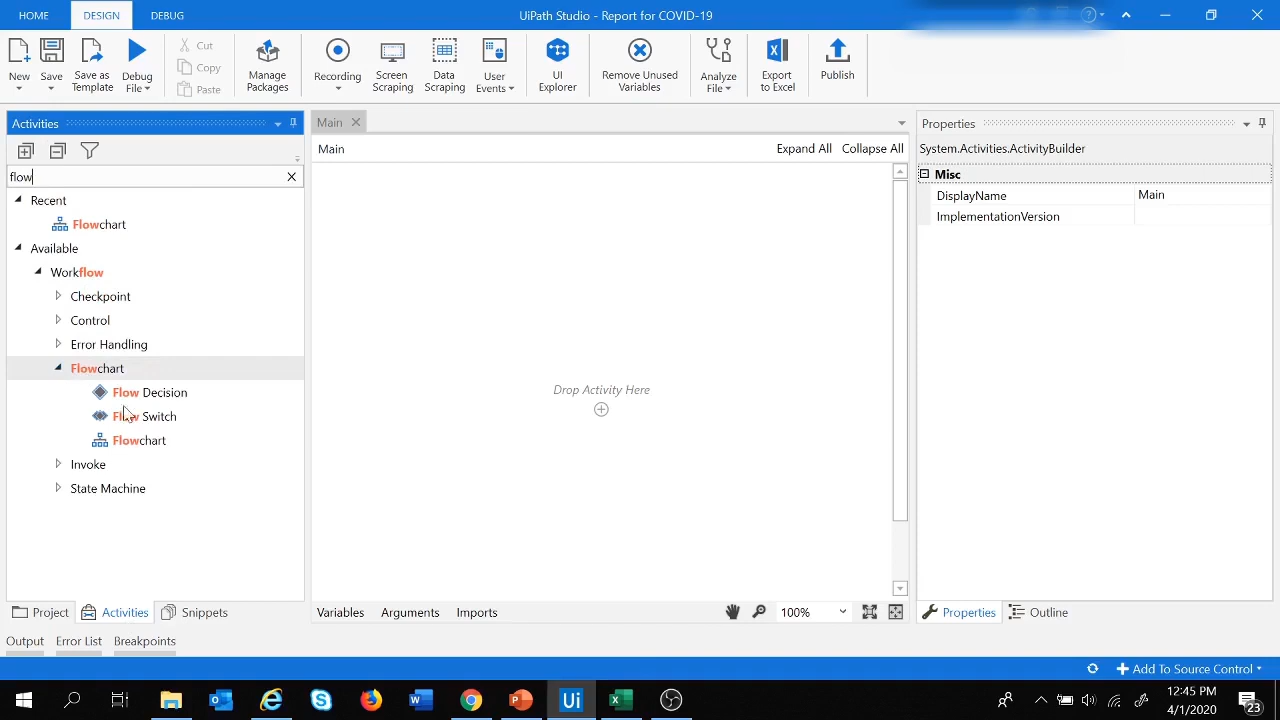 HOME DESIGN DEBUG UiPath Studio - Report for COVID-19
New Save Save as Template Debug File Cut Copy Paste Manage Packages Recording Screen Scraping Data Scraping User Events UI Explorer Remove Unused Variables Analyze File Export to Excel Publish
Activities
flow
Recent
Flowchart
Available
Workflow
Checkpoint
Control
Error Handling
Flowchart
Flow Decision
Flow Switch
Flowchart
Invoke
State Machine
Project Activities Snippets
Main
Main Expand All Collapse All
Drop Activity Here
Variables Arguments Imports 100%
Properties
System.Activities.ActivityBuilder
Misc
DisplayName Main
ImplementationVersion
Properties Outline
Output Error List Breakpoints
Add To Source Control
12:45 PM
4/1/2020
23